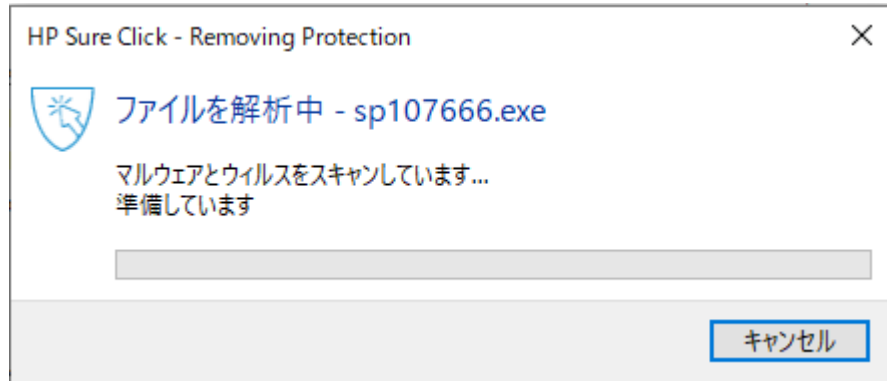 HP Sure Click - Removing Protection
ファイルを解析中 - sp107666.exe
マルウェアとウィルスをスキャンしています...
準備しています
キャンセル